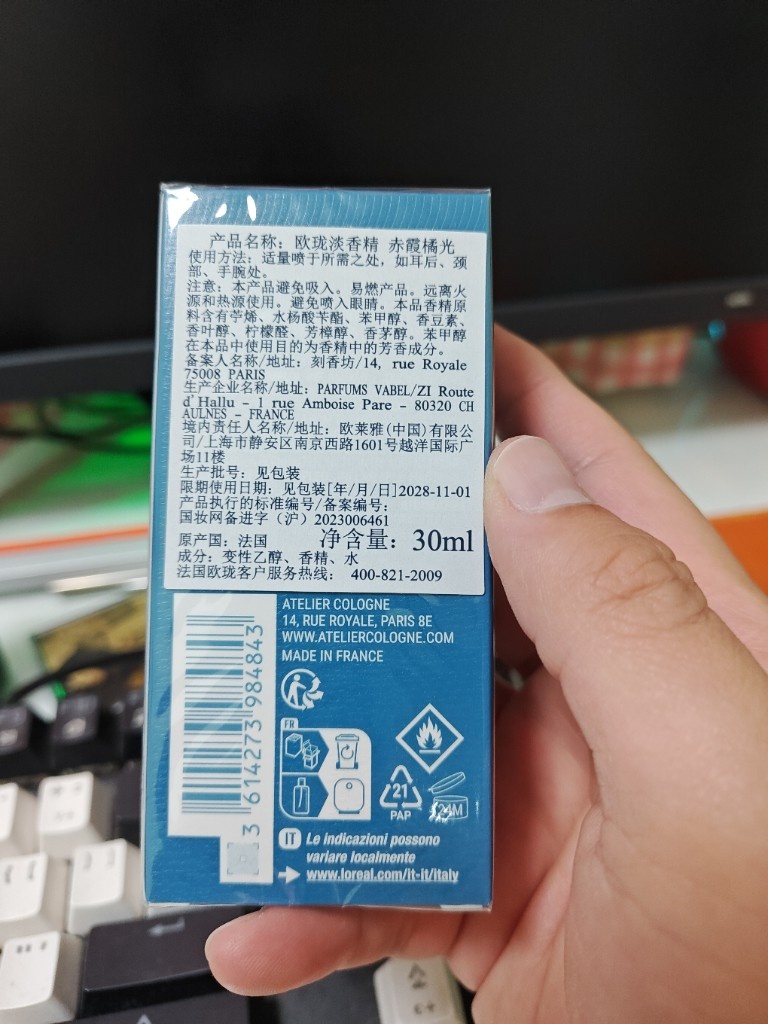 产品名称：欧珑淡香精 赤霞橘光
使用方法：适量喷于所需之处，如耳后、颈
部、手腕处。
注意：本产品避免吸入。易燃产品。远离火
源和热源使用。避免喷入眼睛。本品香精原
料含有苧烯、水杨酸苄酯、苯甲醇、香豆素、
香叶醇、柠檬醛、芳樟醇、香茅醇。苯甲醇
在本品中使用目的为香精中的芳香成分。
备案人名称/地址：刻香坊/14, rue Royale
75008 PARIS
生产企业名称/地址：PARFUMS VABEL/ZI Route
d'Hallu - 1 rue Amboise Pare - 80320 CH
AULNES - FRANCE
境内责任人名称/地址：欧莱雅(中国)有限公
司/上海市静安区南京西路1601号越洋国际广
场11楼
生产批号：见包装
限期使用日期：见包装[年/月/日]2028-11-01
产品执行的标准编号/备案编号：
国妆网备进字（沪）2023006461
原产国：法国 净含量：30ml
成分：变性乙醇、香精、水
法国欧珑客户服务热线：400-821-2009
ATELIER COLOGNE
14, RUE ROYALE, PARIS 8E
WWW.ATELIERCOLOGNE.COM
MADE IN FRANCE
3 614273 984843
FR
21
PAP
24M
IT Le indicazioni possono
variare localmente
www.loreal.com/it-it/italy